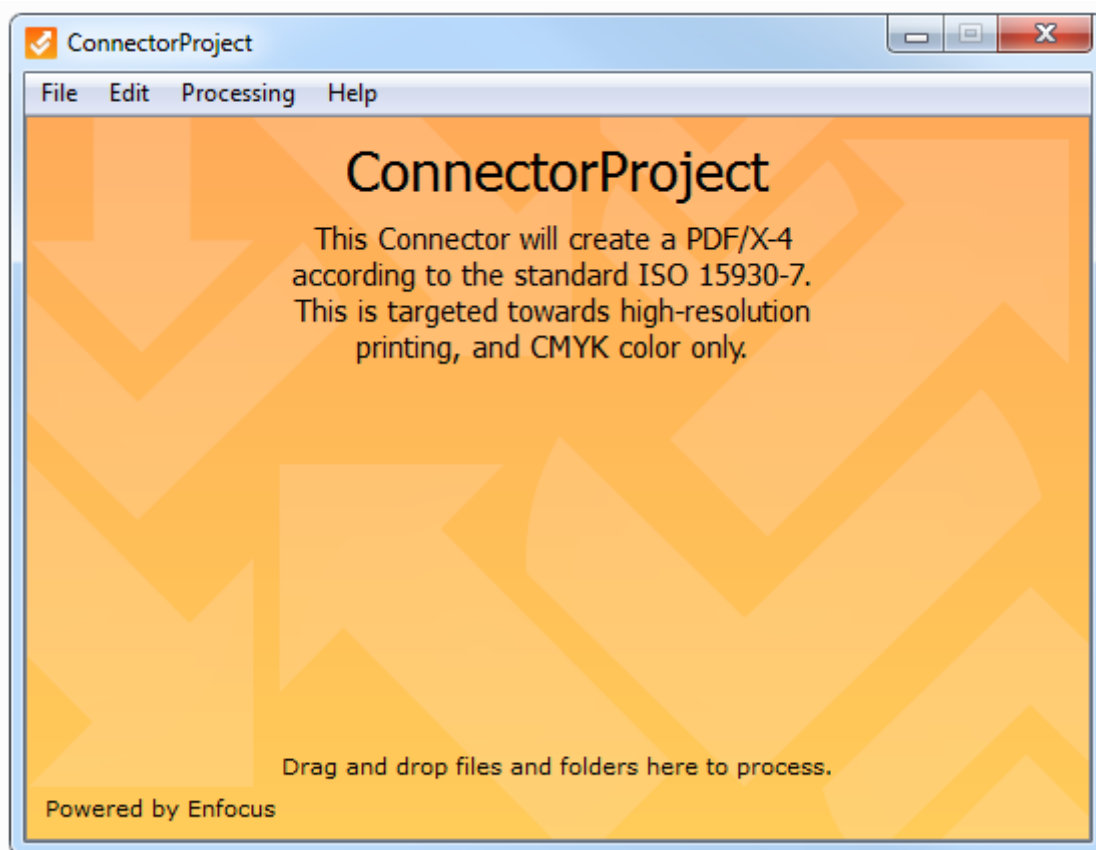 ConnectorProject
File Edit Processing Help
ConnectorProject
This Connector will create a PDF/X-4
according to the standard ISO 15930-7.
This is targeted towards high-resolution
printing, and CMYK color only.
Drag and drop files and folders here to process.
Powered by Enfocus